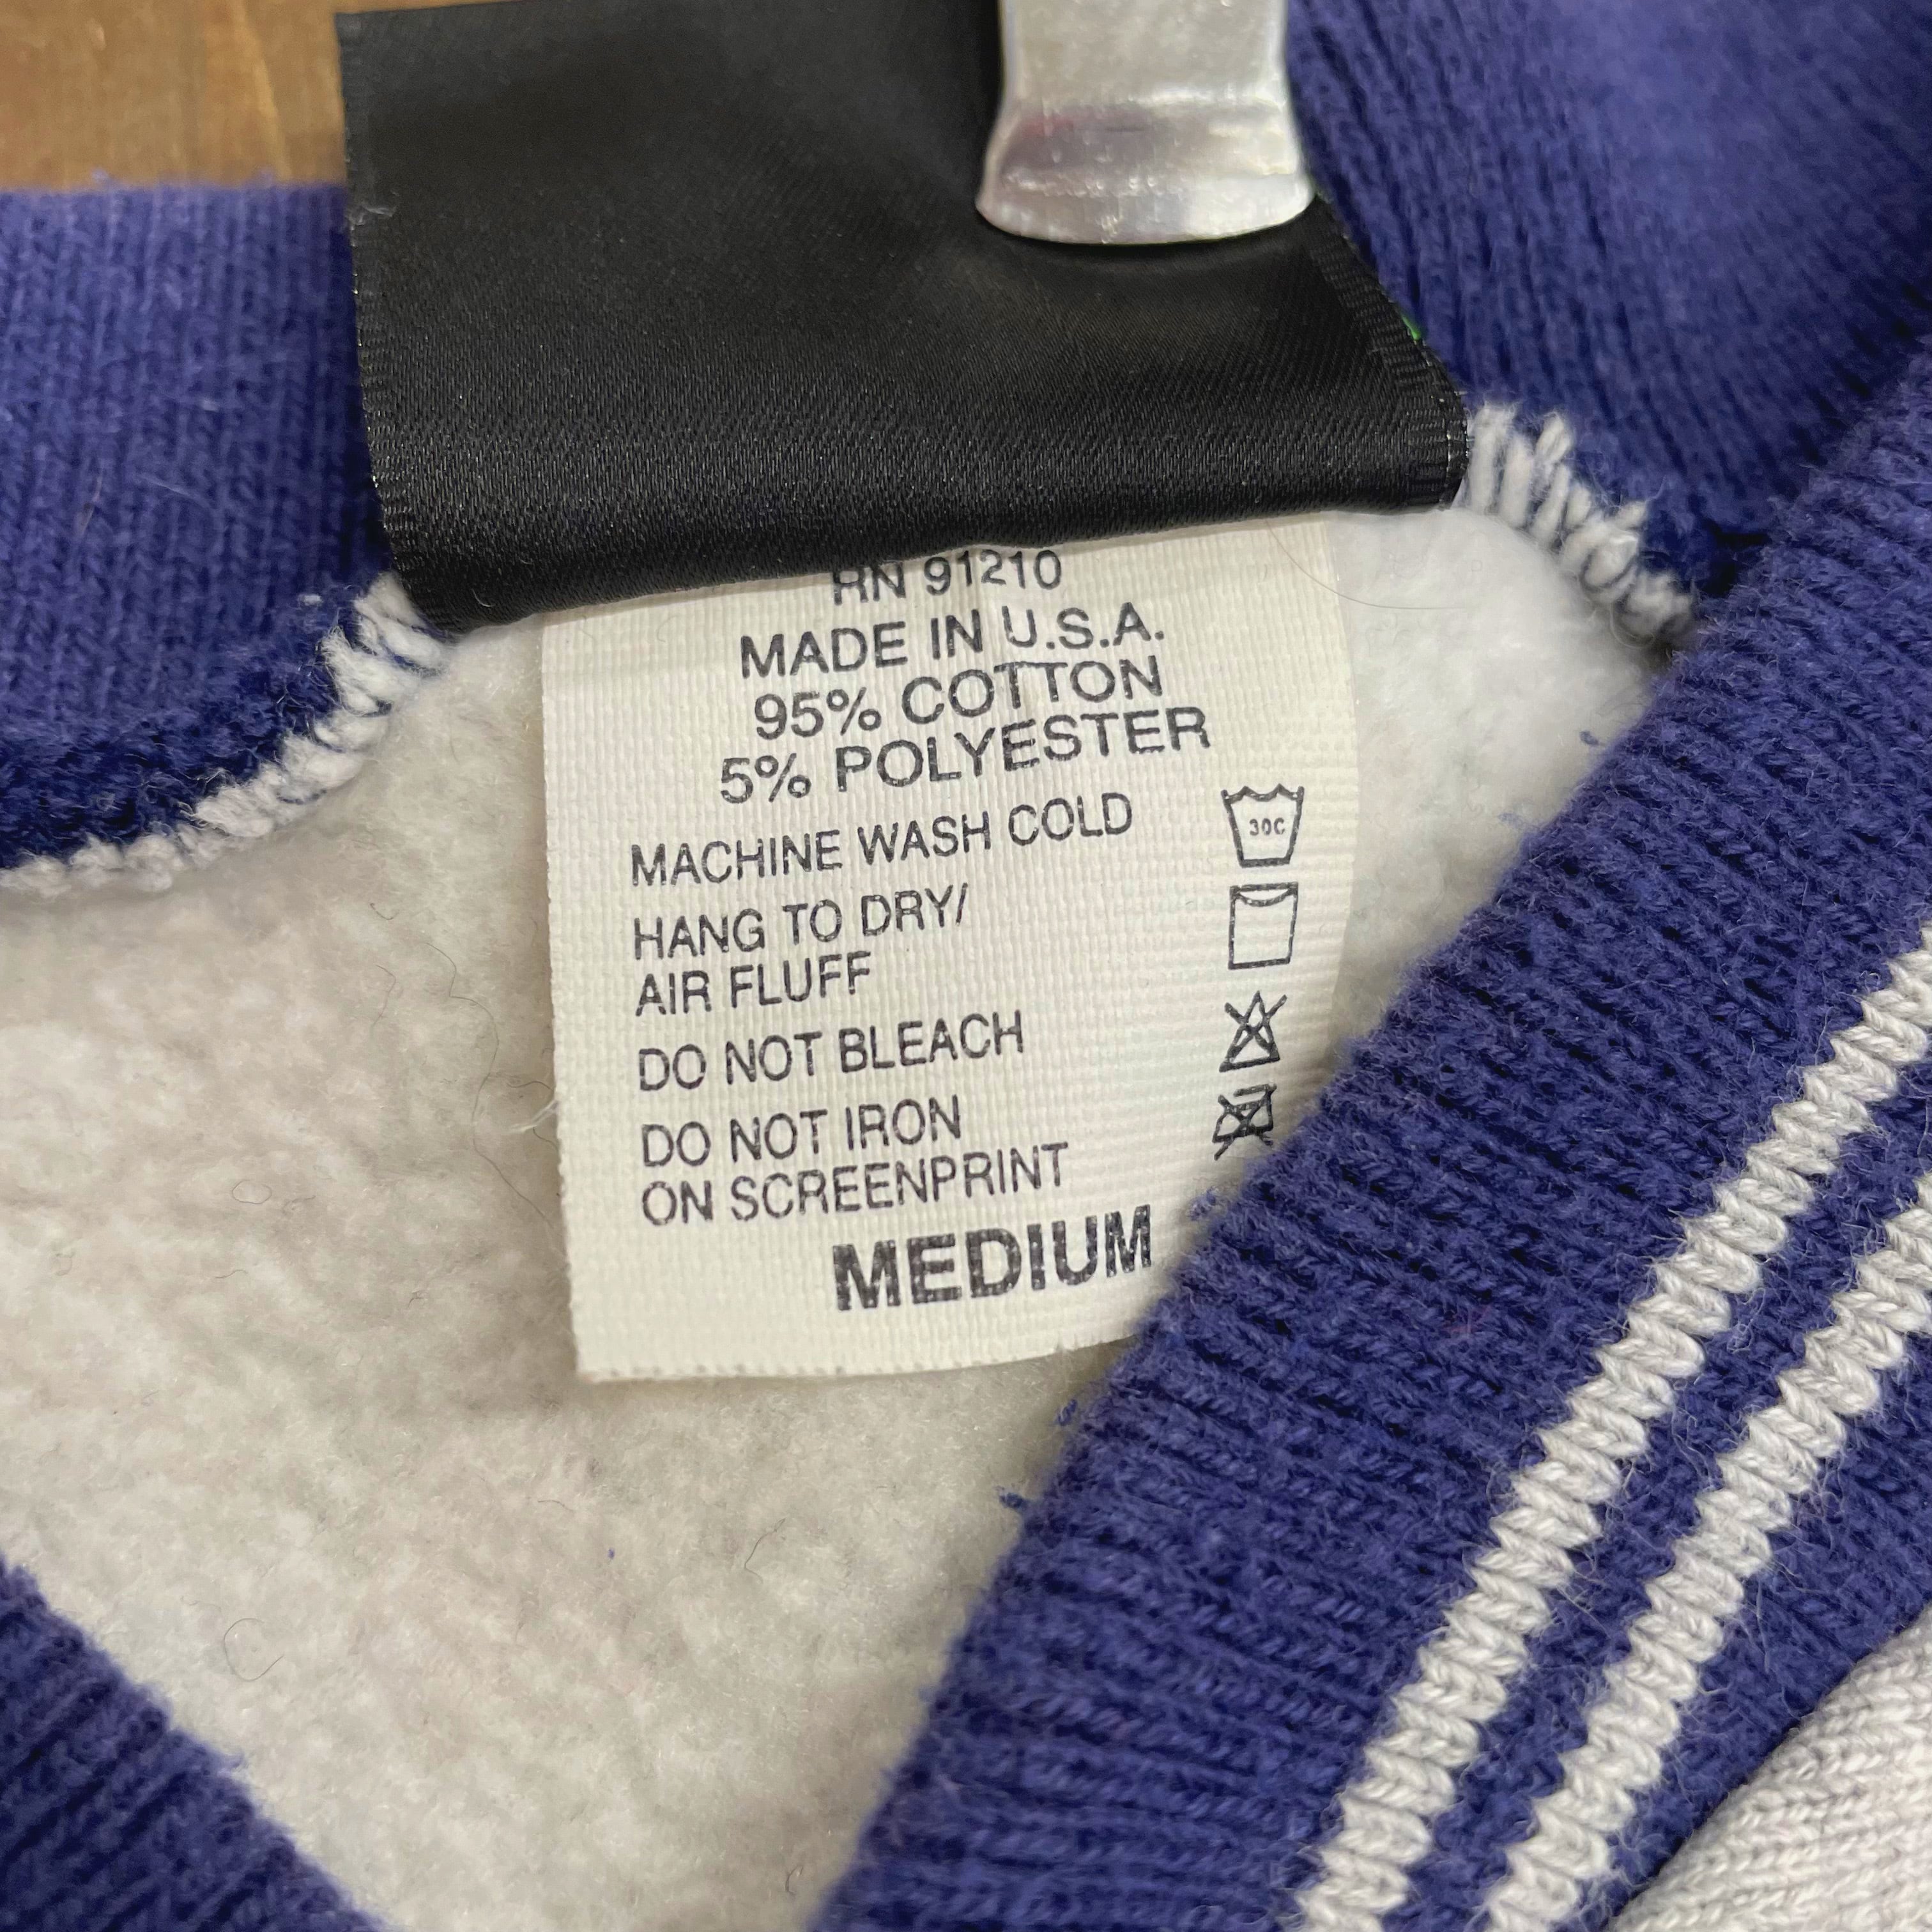 RN 91210
MADE IN U.S.A.
95% COTTON
5% POLYESTER
MACHINE WASH COLD
30C
HANG TO DRY/
AIR FLUFF
DO NOT BLEACH
DO NOT IRON
ON SCREENPRINT
MEDIUM